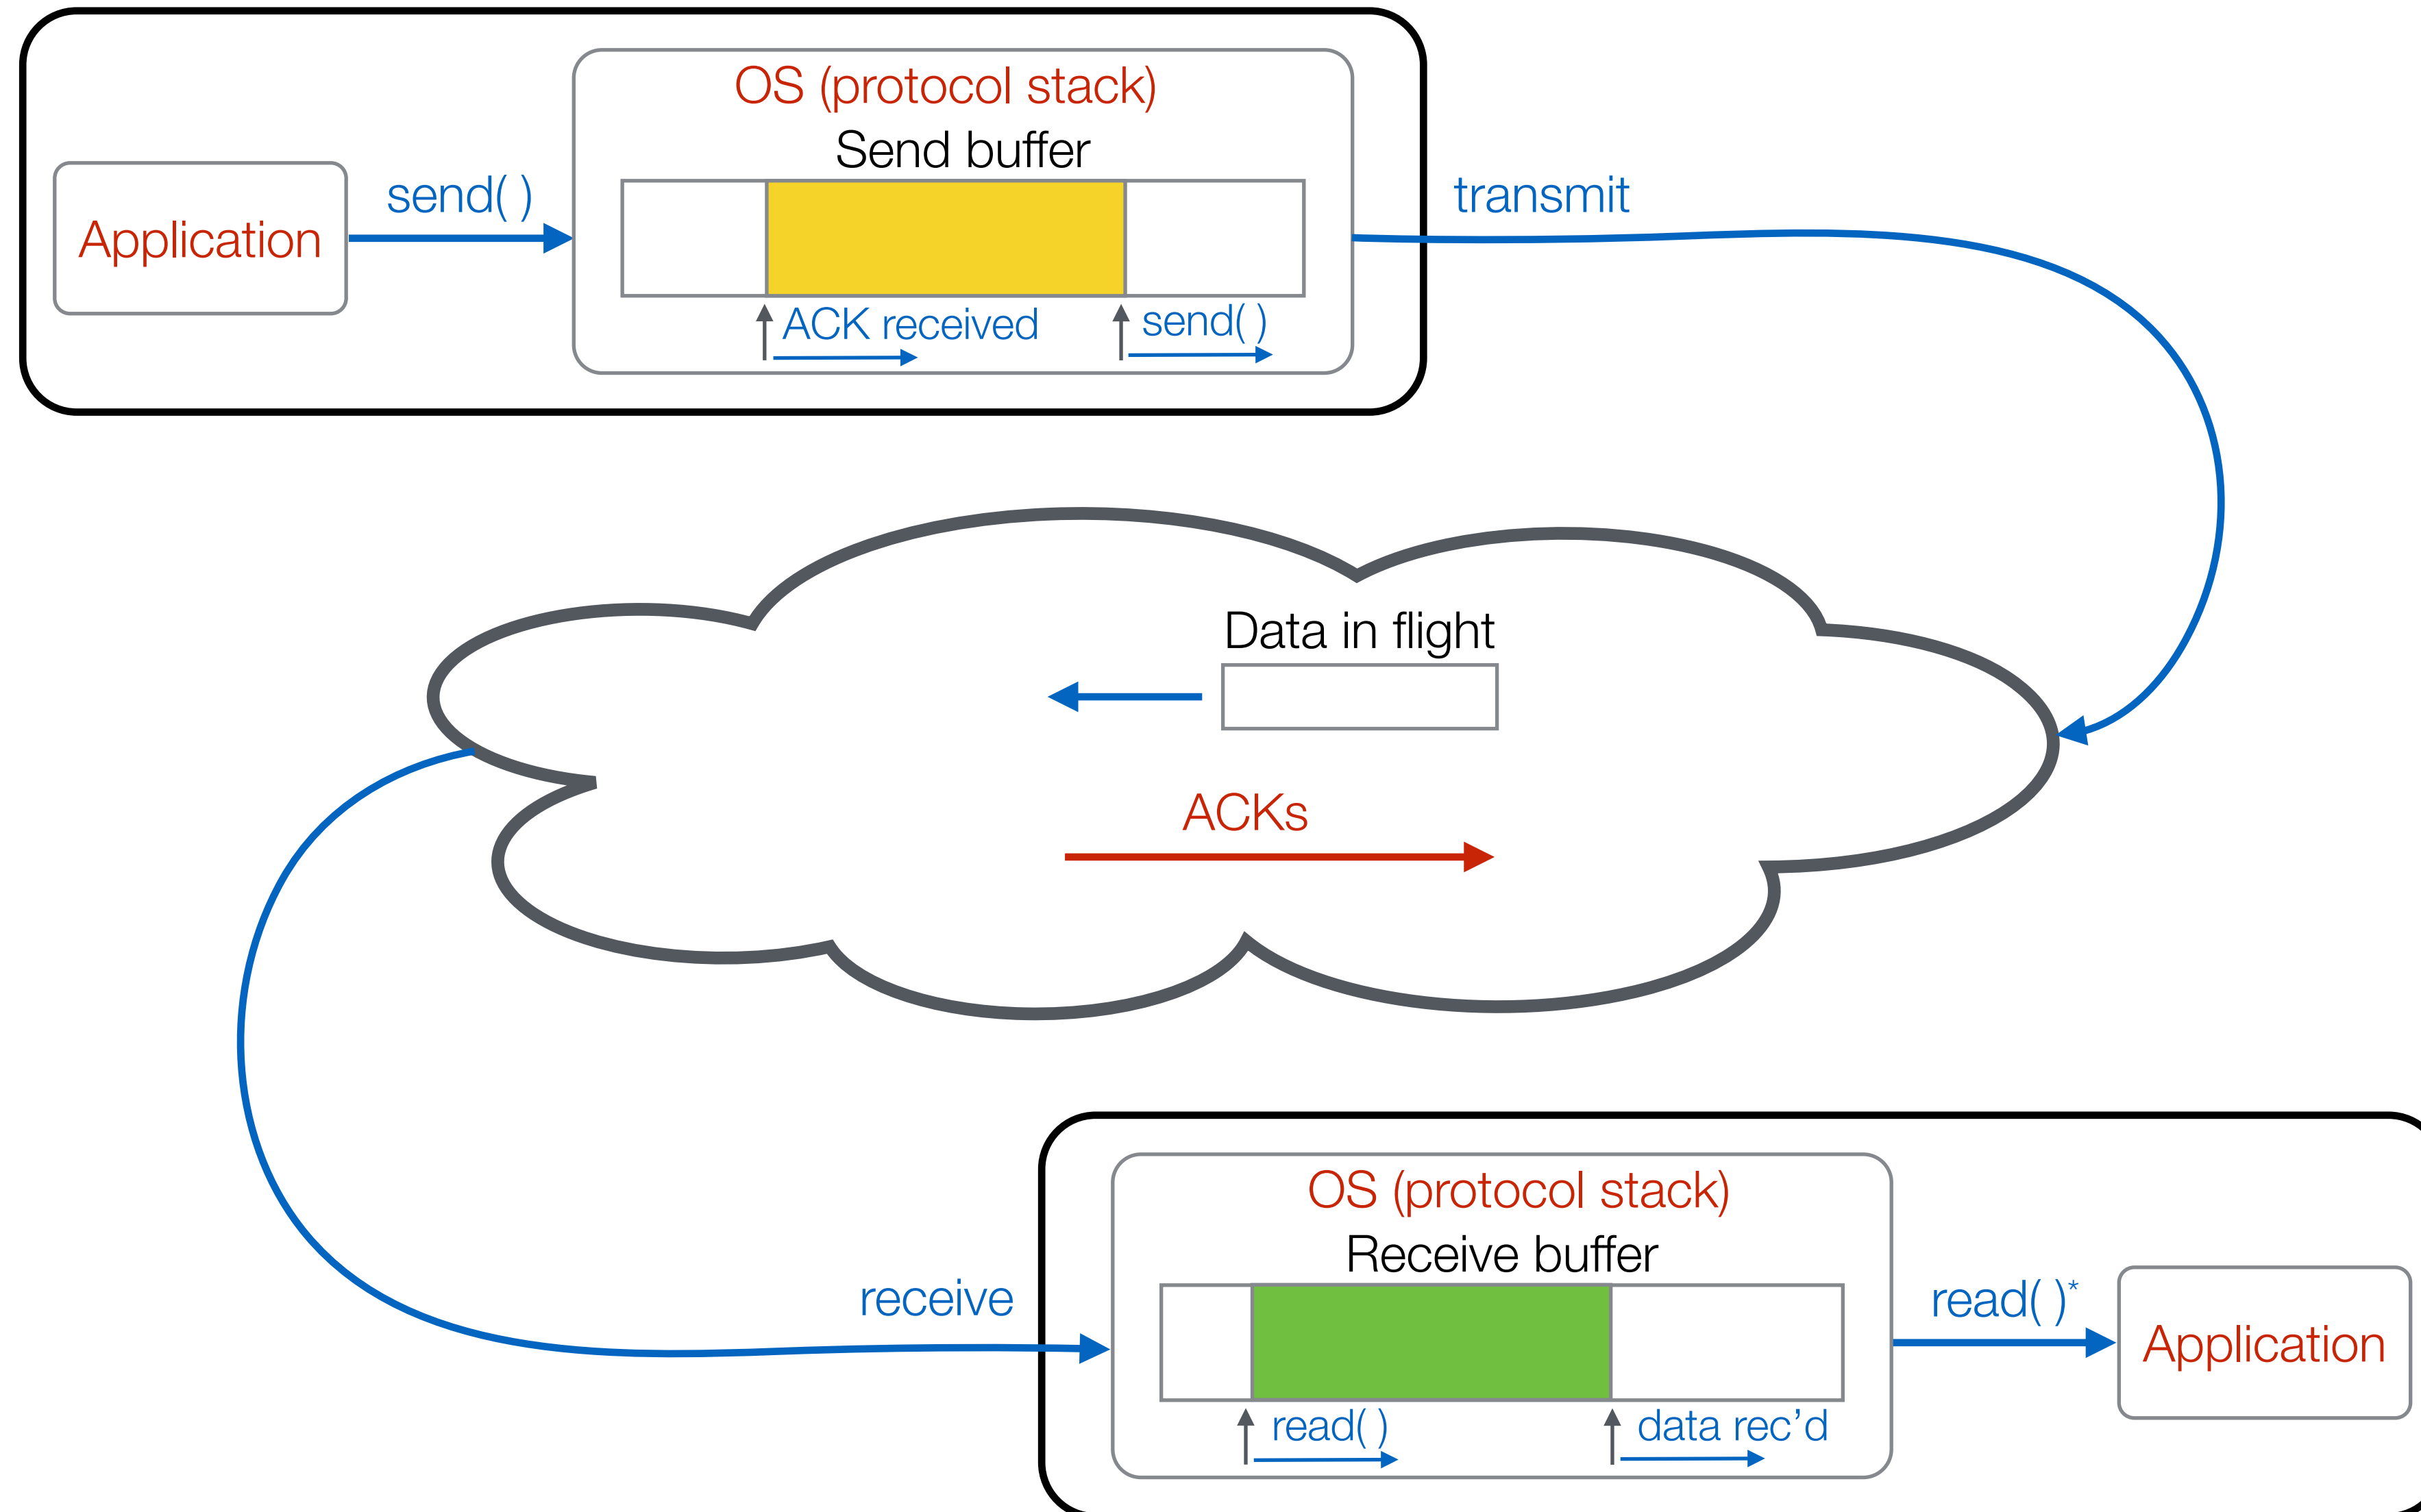 OS (protocol stack)
Send buffer
Application
send( )
transmit
ACK received
send( )
Data in flight
ACKs
OS (protocol stack)
Receive buffer
receive
read( )*
Application
read( )
data rec’d